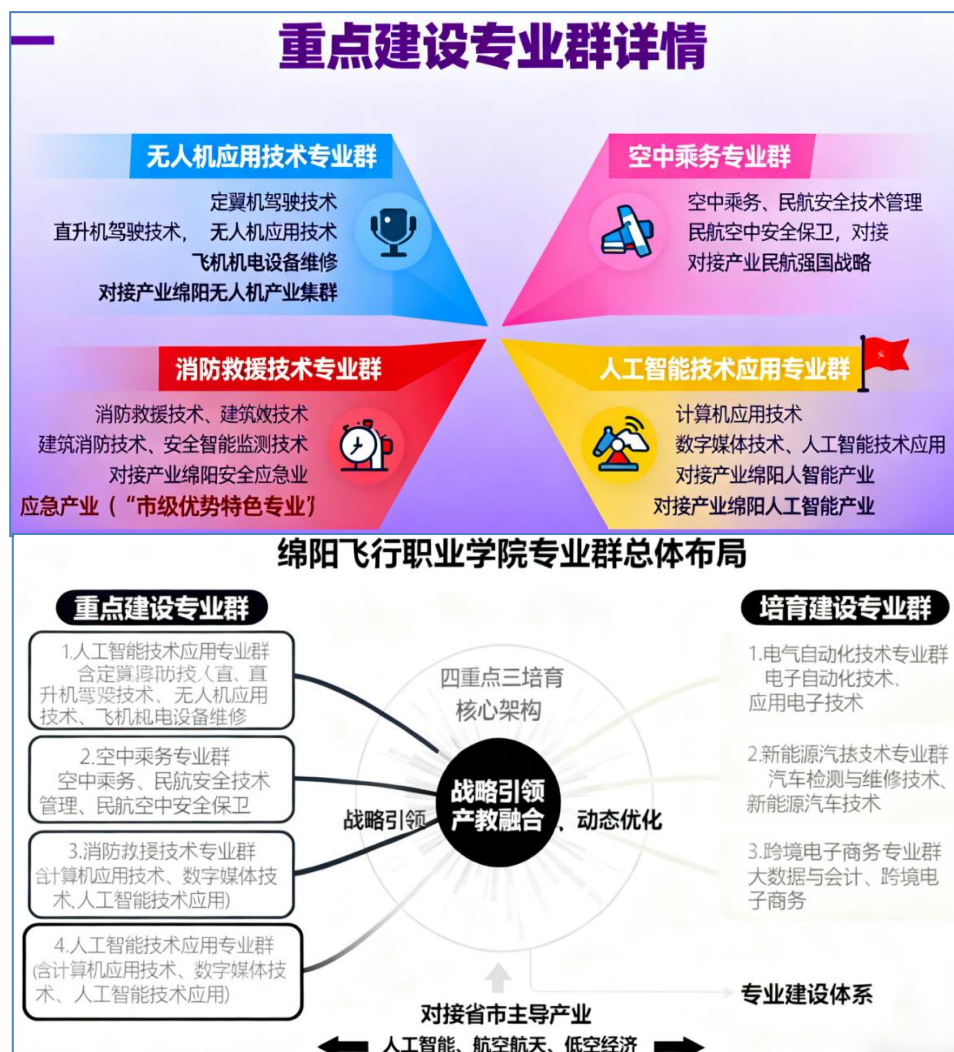 重点建设专业群详情
无人机应用技术专业群
定翼机驾驶技术
直升机驾驶技术， 无人机应用技术
飞机机电设备维修
对接产业绵阳无人机产业集群
空中乘务专业群
空中乘务、民航安全技术管理
民航空中安全保卫，对接
对接产业民航强国战略
消防救援技术专业群
消防救援技术、建筑效技术
建筑消防技术、安全智能监测技术
对接产业绵阳安全应急业
应急产业（“市级优势特色专业”）
人工智能技术应用专业群
计算机应用技术
数字媒体技术、人工智能技术应用
对接产业绵阳人智能产业
对接产业绵阳人工智能产业
绵阳飞行职业学院专业群总体布局
重点建设专业群
1.人工智能技术应用专业群
升机驾驶技术、无人机应用
技术、飞机机电设备维修
2.空中乘务专业群
空中乘务、民航安全技术
管理、民航空中安全保卫
3.消防救授技术专业群
含计算机应用技术、数字媒体技
术,人工智能技术应用)
4.人工智能技术应用专业群
(含计算机应用技术、数字媒体技
术、人工智能技术应用)
四重点三培育
核心架构
战略引领
战略引领
产教融合
、动态优化
对接省市主导产业
人工智能、航空航天、低空经济
培育建设专业群
1.电气自动化技术专业群
电子自动化技术、
应用电子技术
2.新能源汽技术专业群
汽车检测与维修技术、
新能源汽车技术
3.跨境电子商务专业群
大数据与会计、跨境电
子商务
专业建设体系